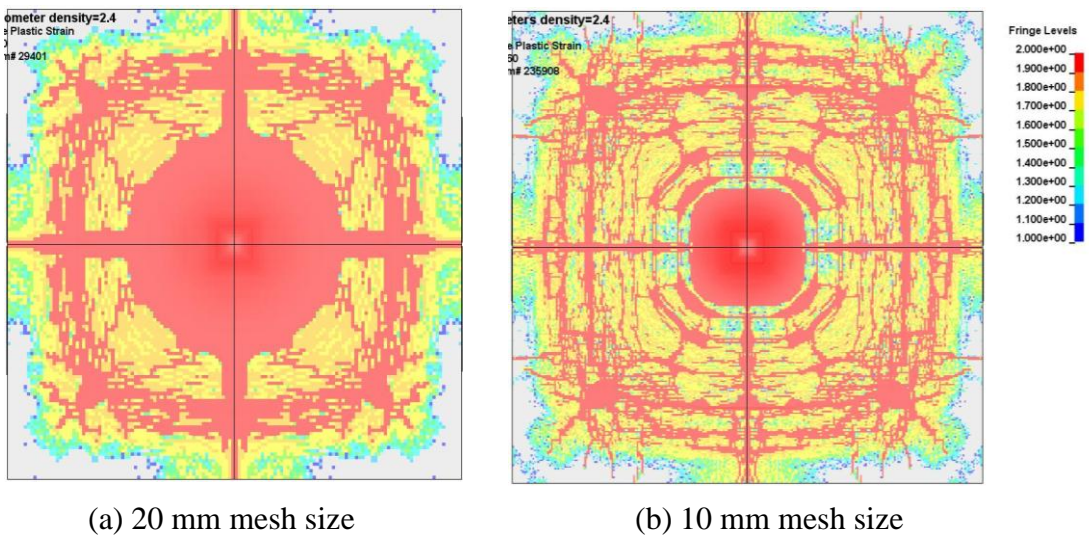 ometer density=2.4
e Plastic Strain
m# 29401
eters density=2.4
e Plastic Strain
50
m# 235908
Fringe Levels
2.000e+00
1.900e+00
1.800e+00
1.700e+00
1.600e+00
1.500e+00
1.400e+00
1.300e+00
1.200e+00
1.100e+00
1.000e+00
(a) 20 mm mesh size
(b) 10 mm mesh size